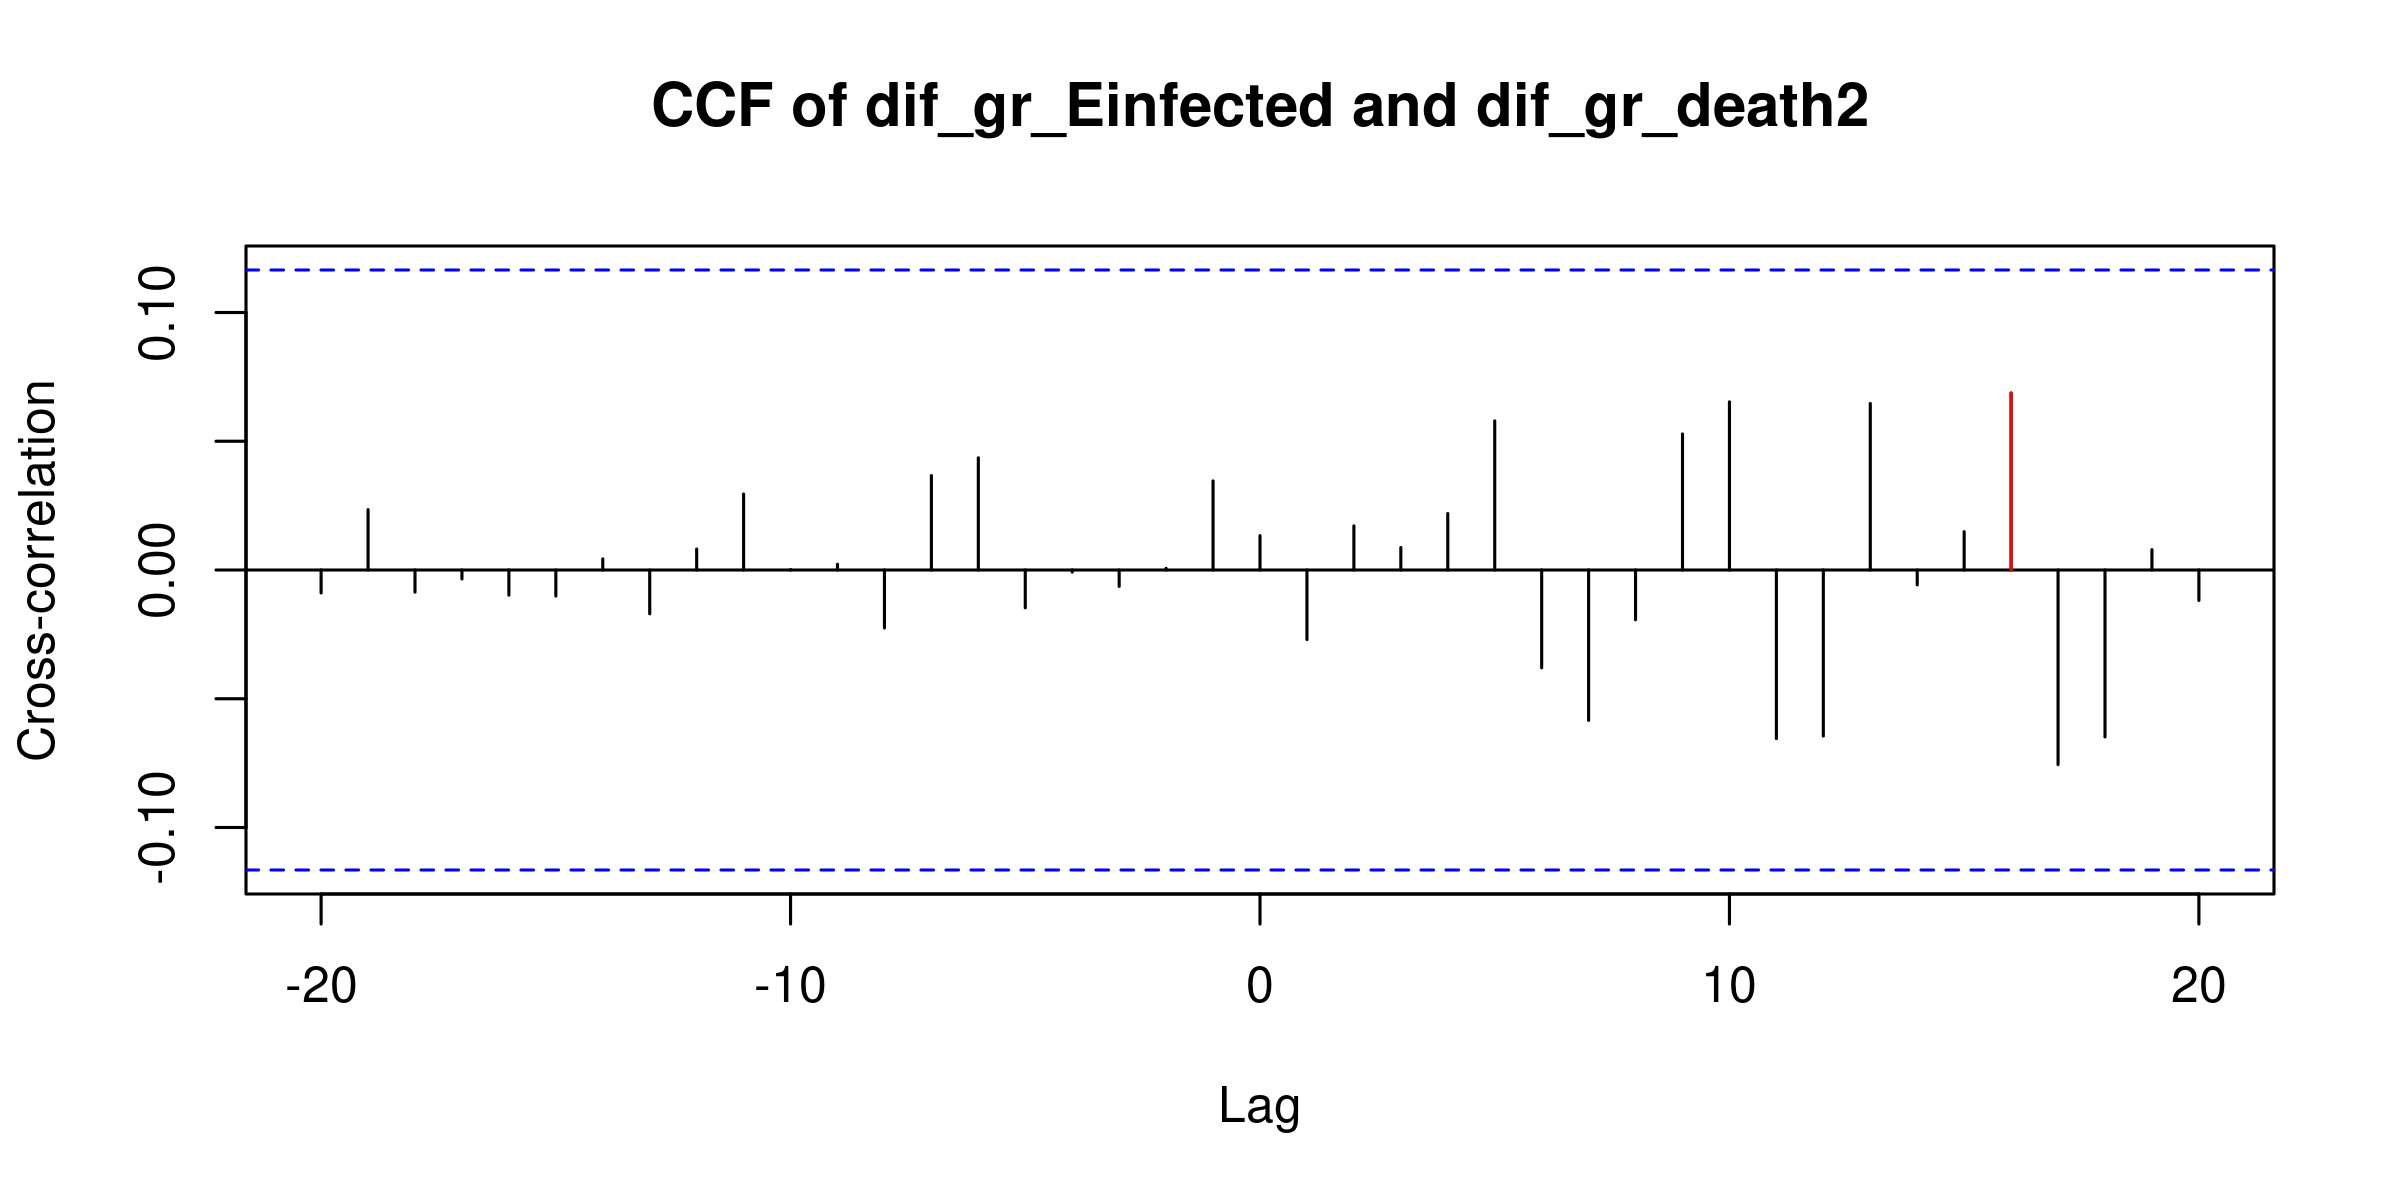 CCF of dif_gr_Einfected and dif_gr_death2
Cross-correlation
0.10
0.00
-0.10
-20 -10 0 10 20
Lag